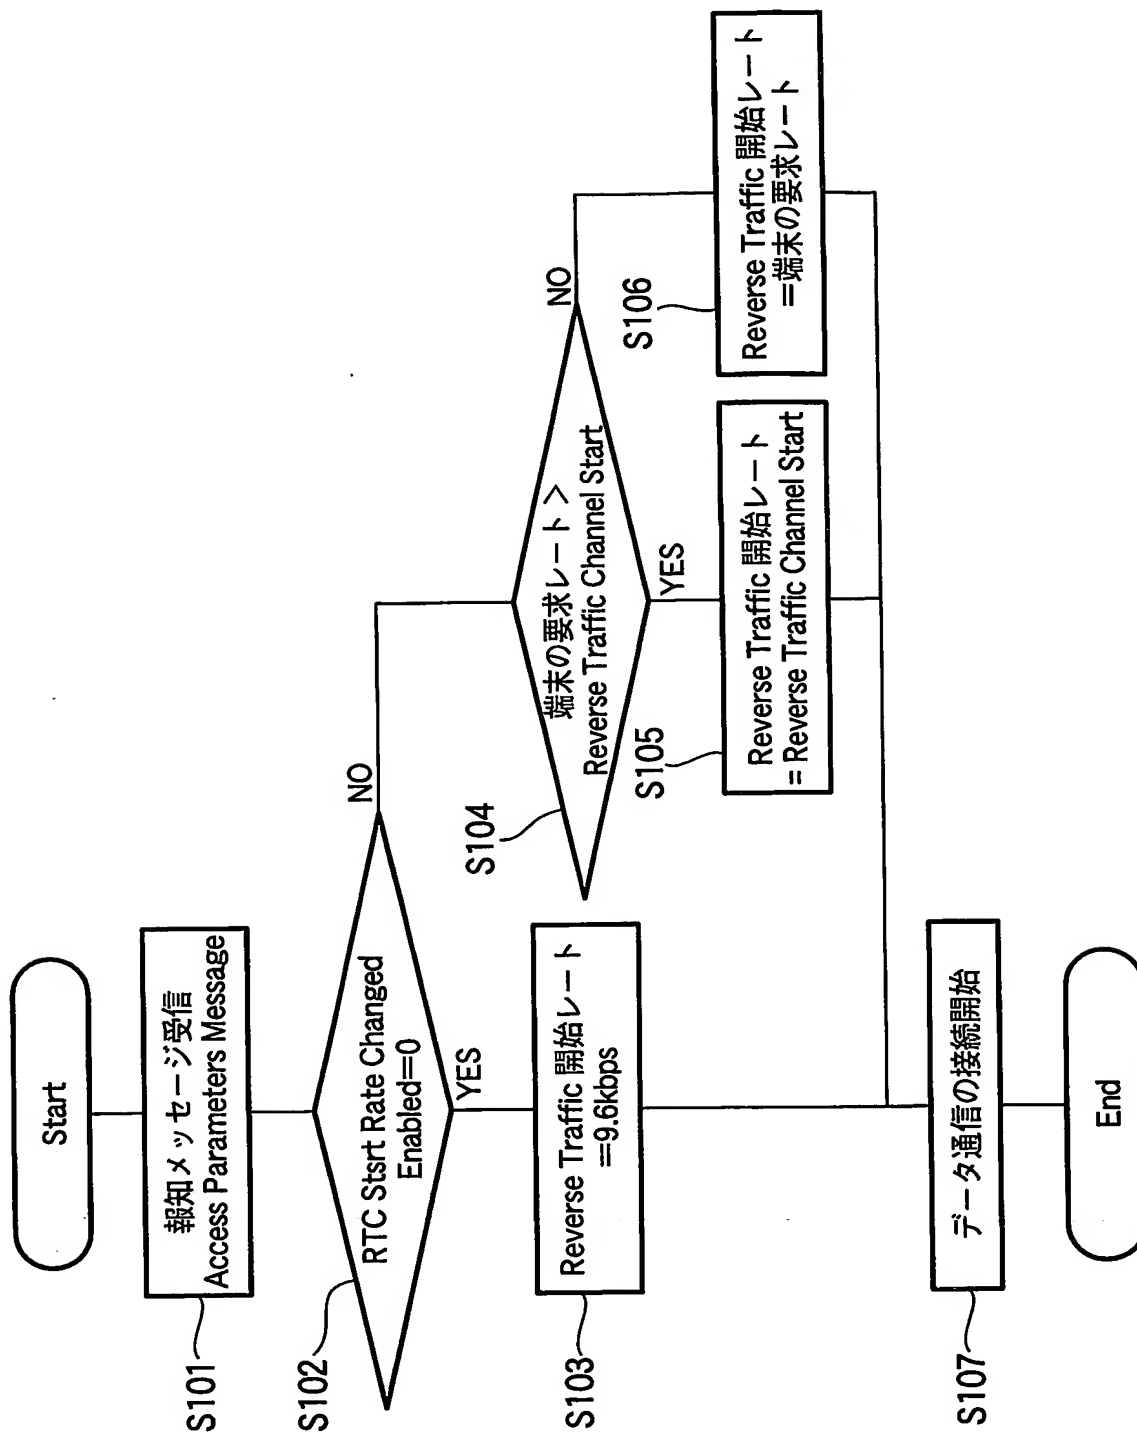 Start
S101
報知メッセージ受信
Access Parameters Message
S102
RTC Stsrt Rate Changed
Enabled=0
NO
YES
S103
Reverse Traffic 開始レート
=9.6kbps
S104
端末の要求レート >
Reverse Traffic Channel Start
NO
YES
S105
Reverse Traffic 開始レート
= Reverse Traffic Channel Start
S106
Reverse Traffic 開始レート
=端末の要求レート
S107
データ通信の接続開始
End